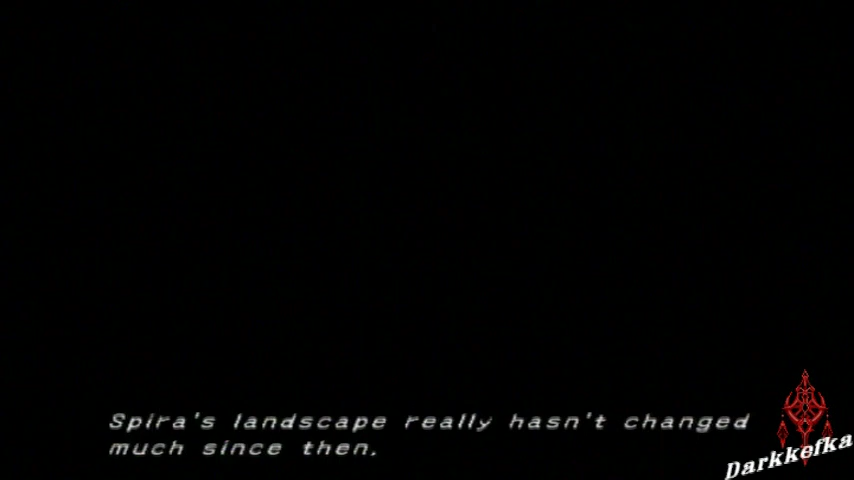 Spira's landscape really hasn't changed
much since then.
Darkkefka